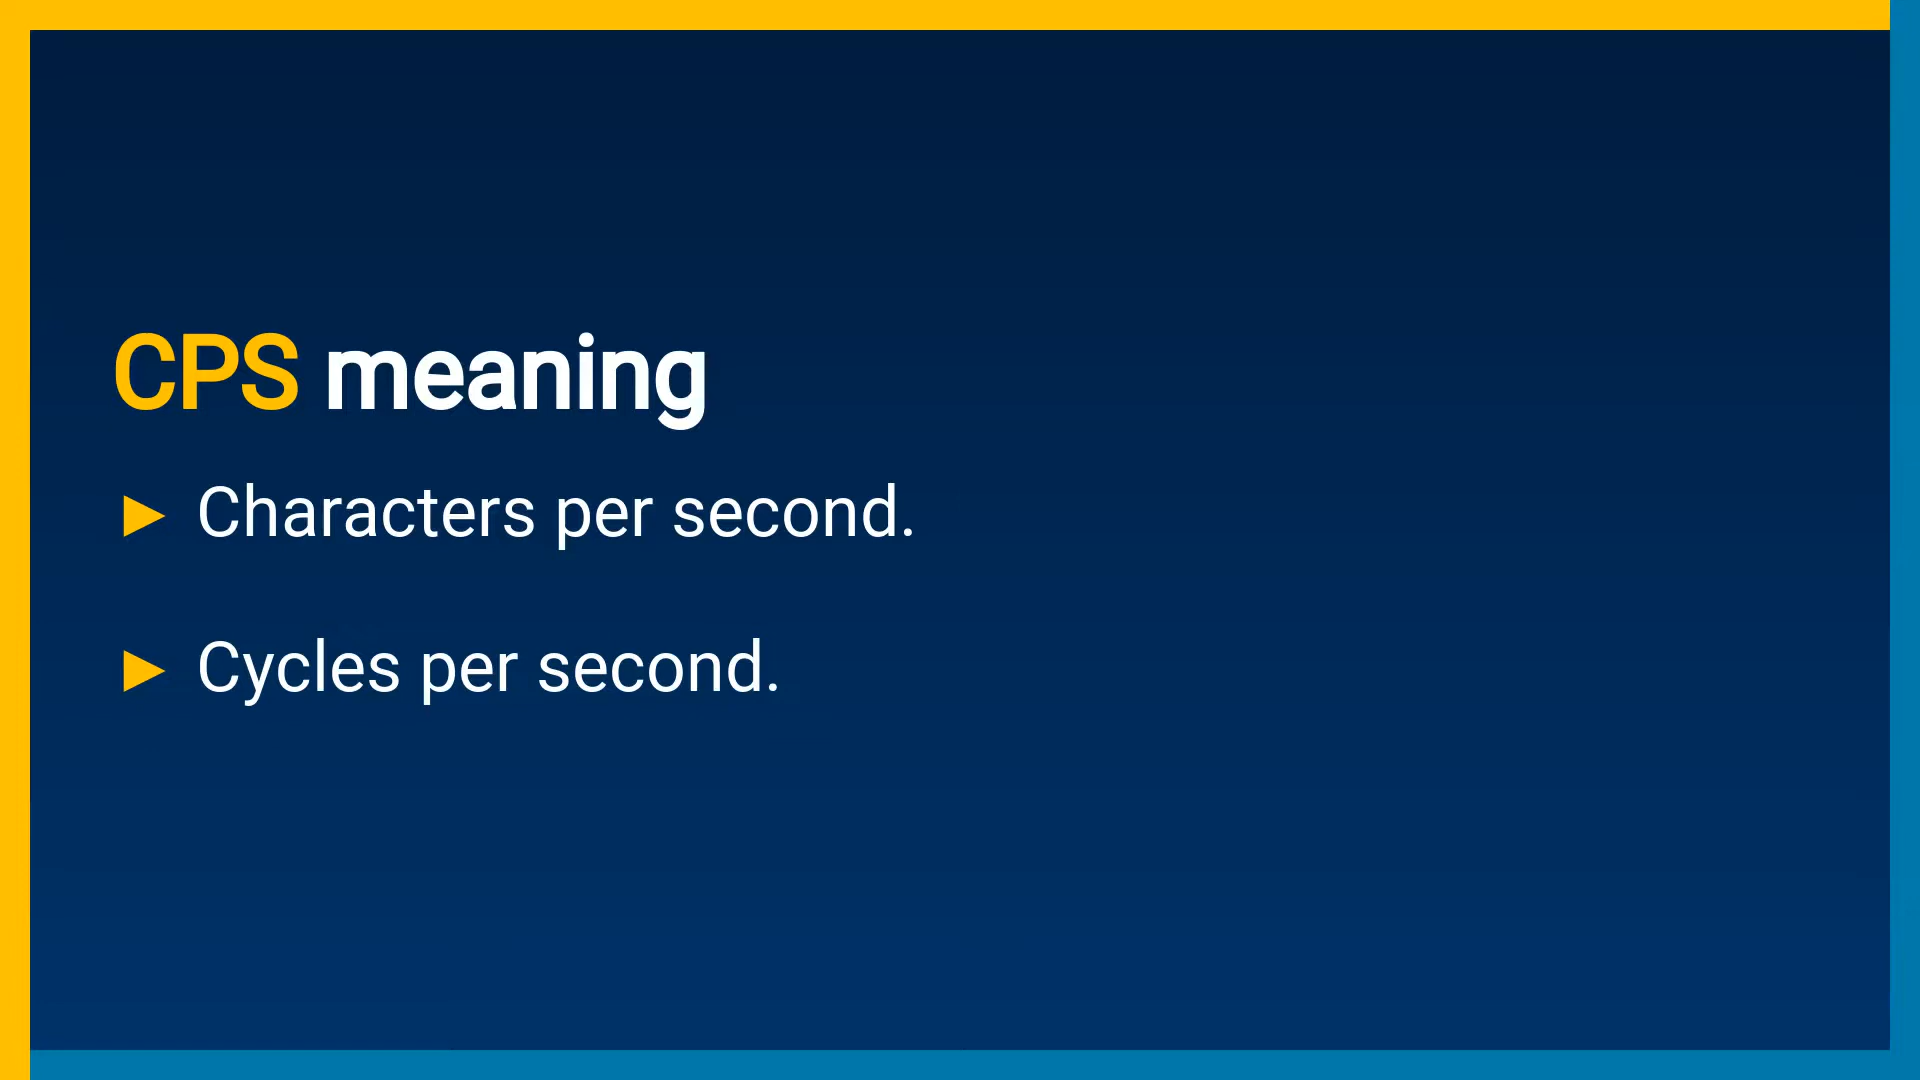 CPS meaning
► Characters per second.
► Cycles per second.